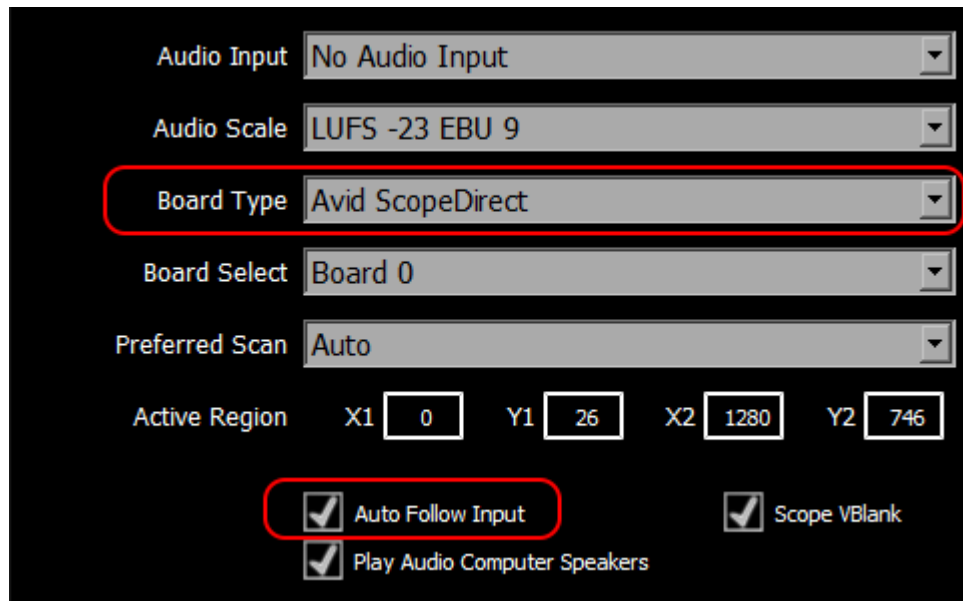 Audio Input No Audio Input
Audio Scale LUFS -23 EBU 9
Board Type Avid ScopeDirect
Board Select Board 0
Preferred Scan Auto
Active Region X1 0 Y1 26 X2 1280 Y2 746
Auto Follow Input Scope VBlank
Play Audio Computer Speakers